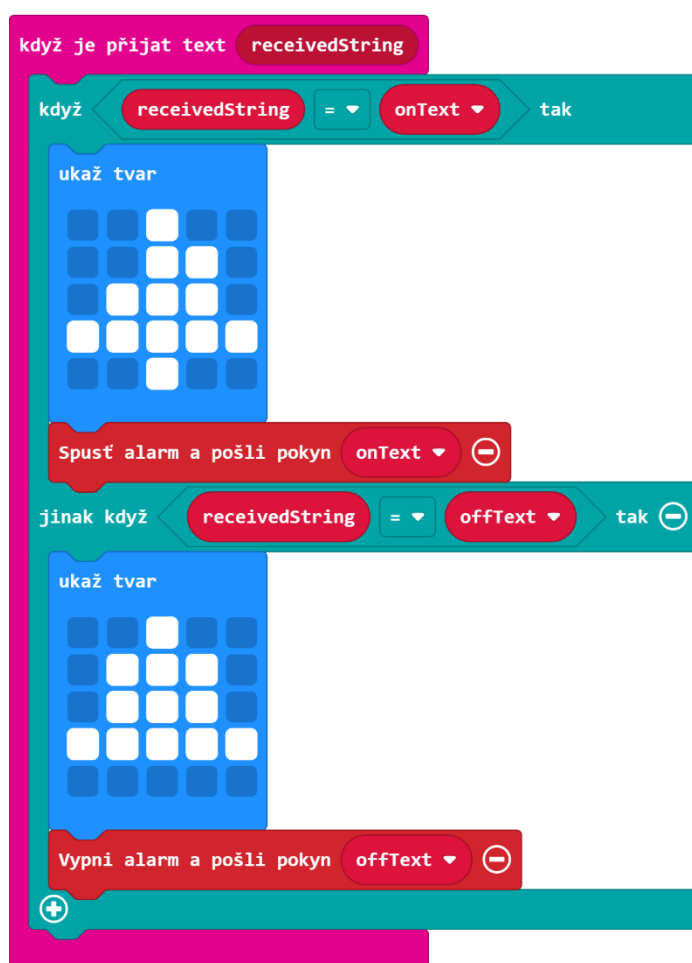 když je přijat text receivedString
když receivedString = onText tak
ukaž tvar
Spusť alarm a pošli pokyn onText
jinak když receivedString = offText tak
ukaž tvar
Vypni alarm a pošli pokyn offText